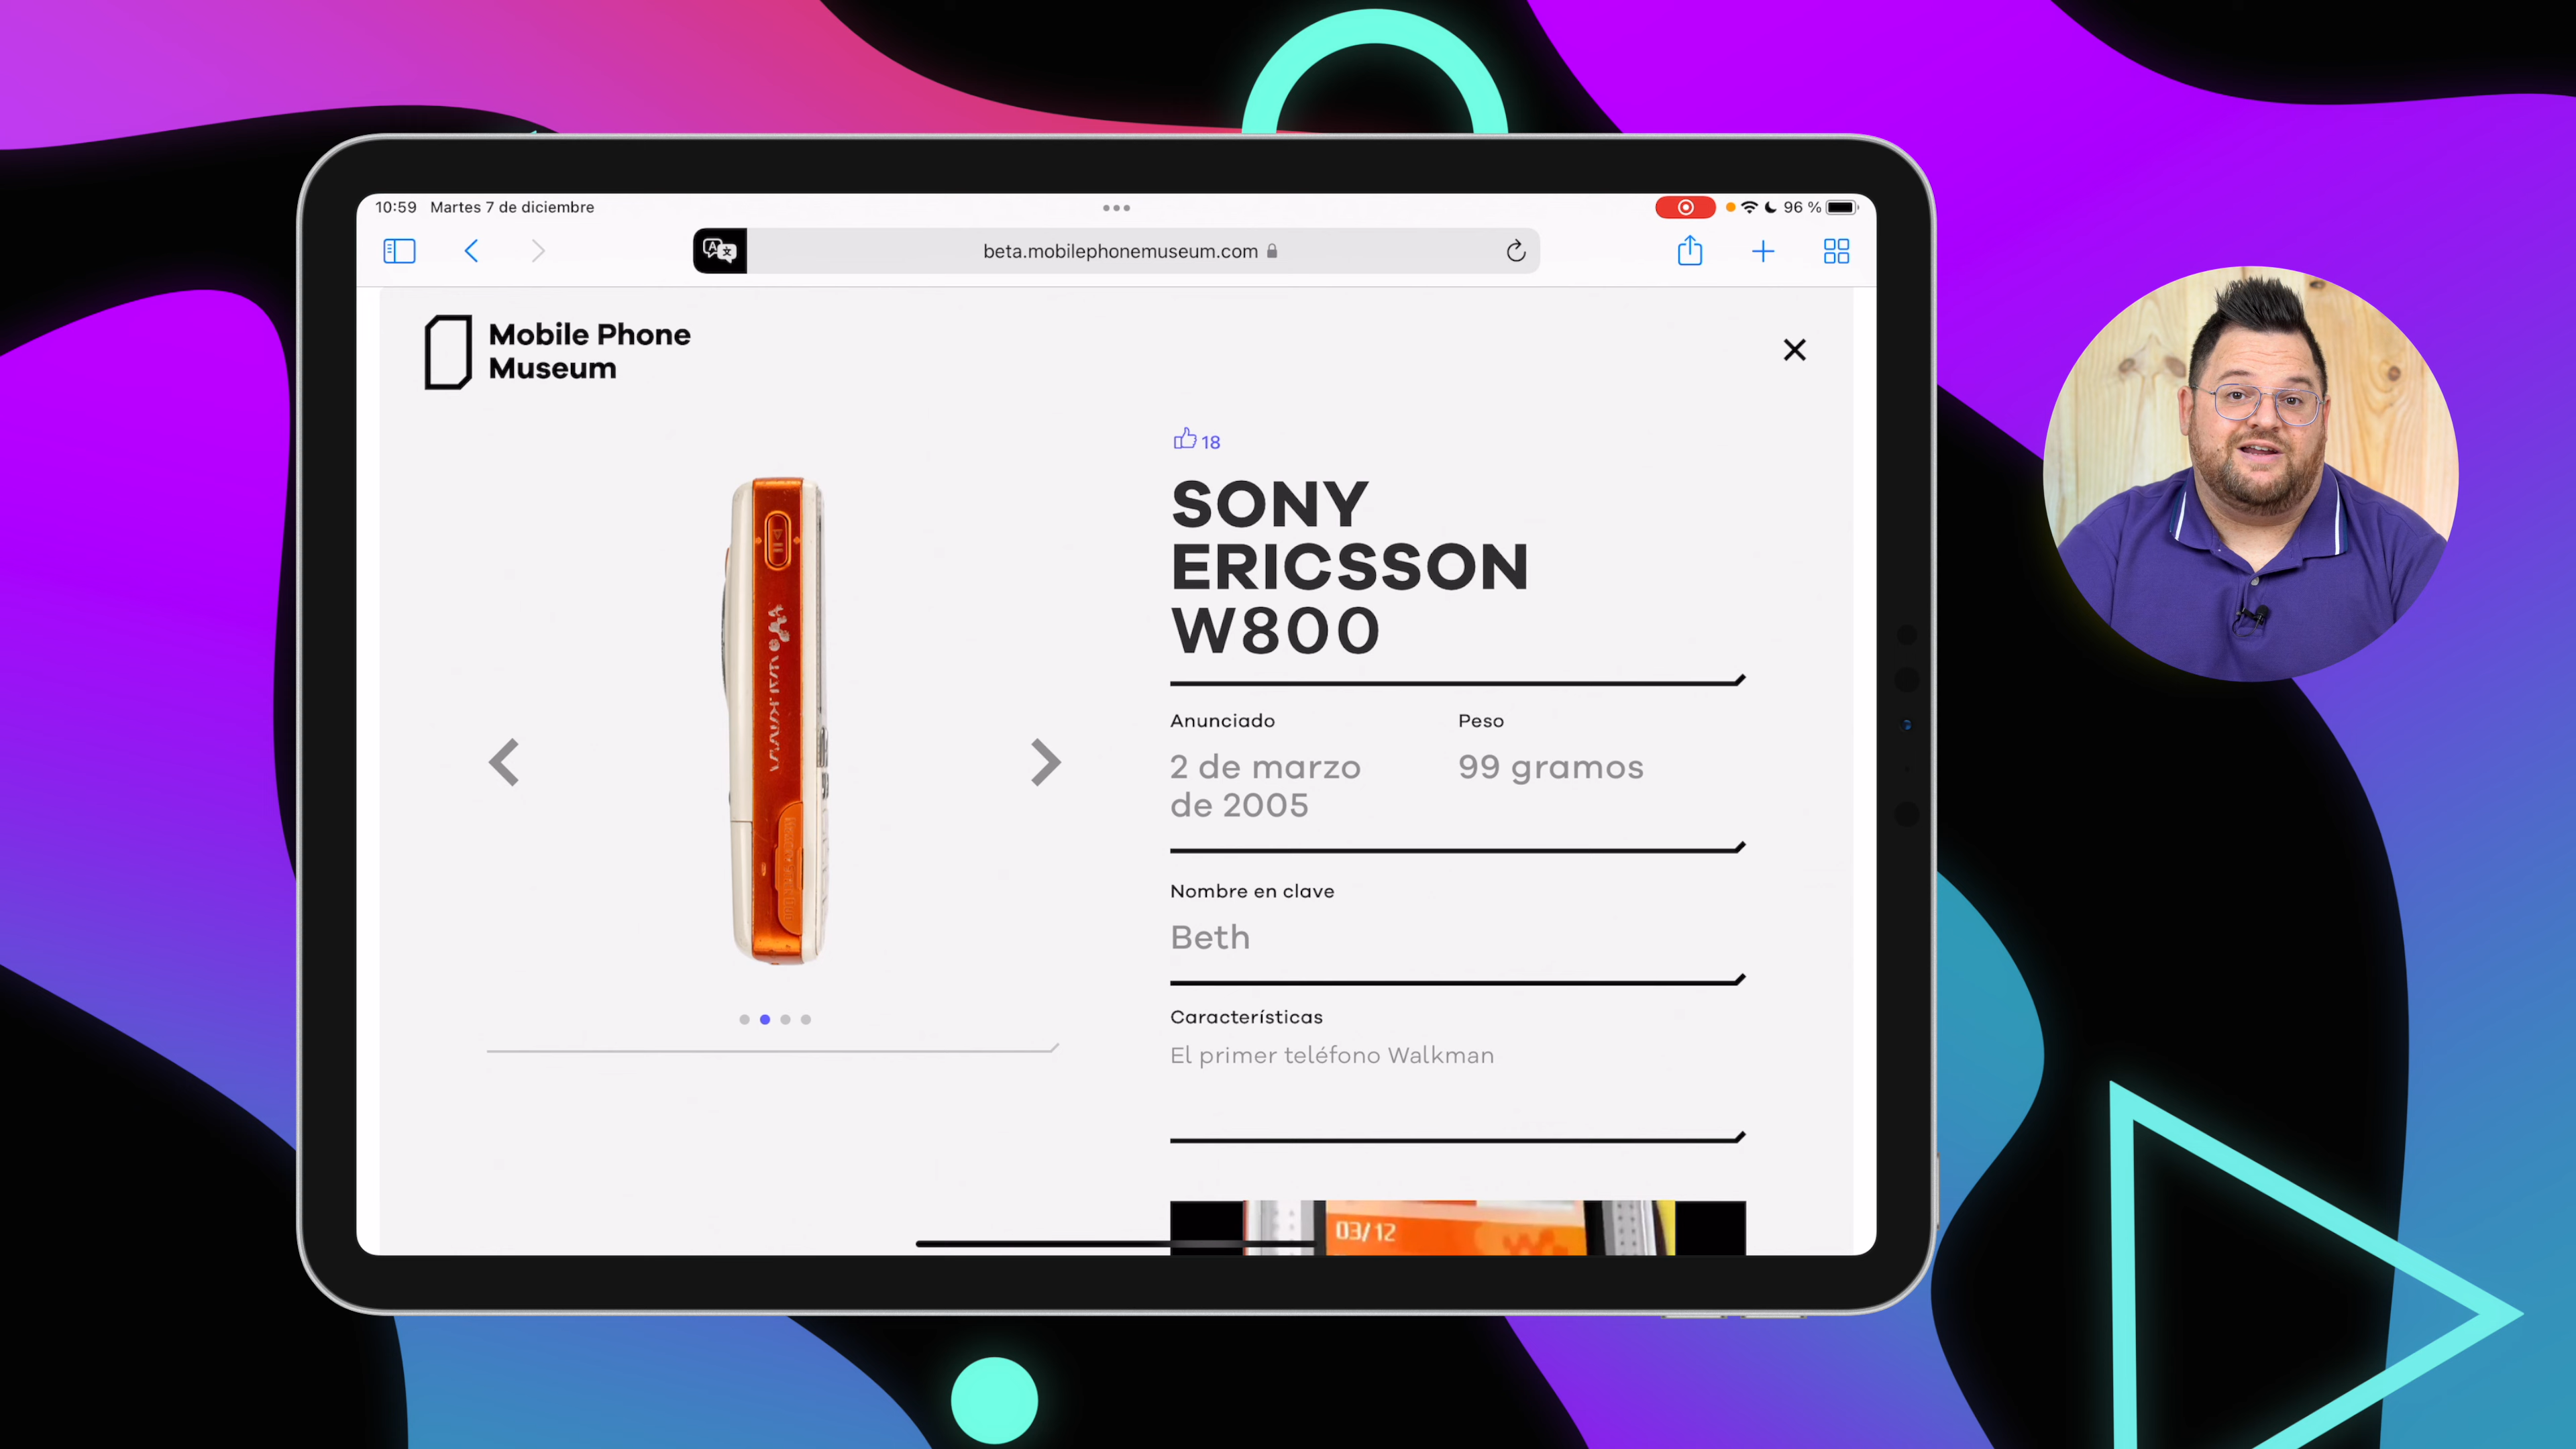 10:59 Martes 7 de diciembre
96 %
beta.mobilephonemuseum.com
Mobile Phone
Museum
18
SONY
ERICSSON
W800
Anunciado
Peso
2 de marzo
de 2005
99 gramos
Nombre en clave
Beth
Características
El primer teléfono Walkman
WALKMAN
03/12